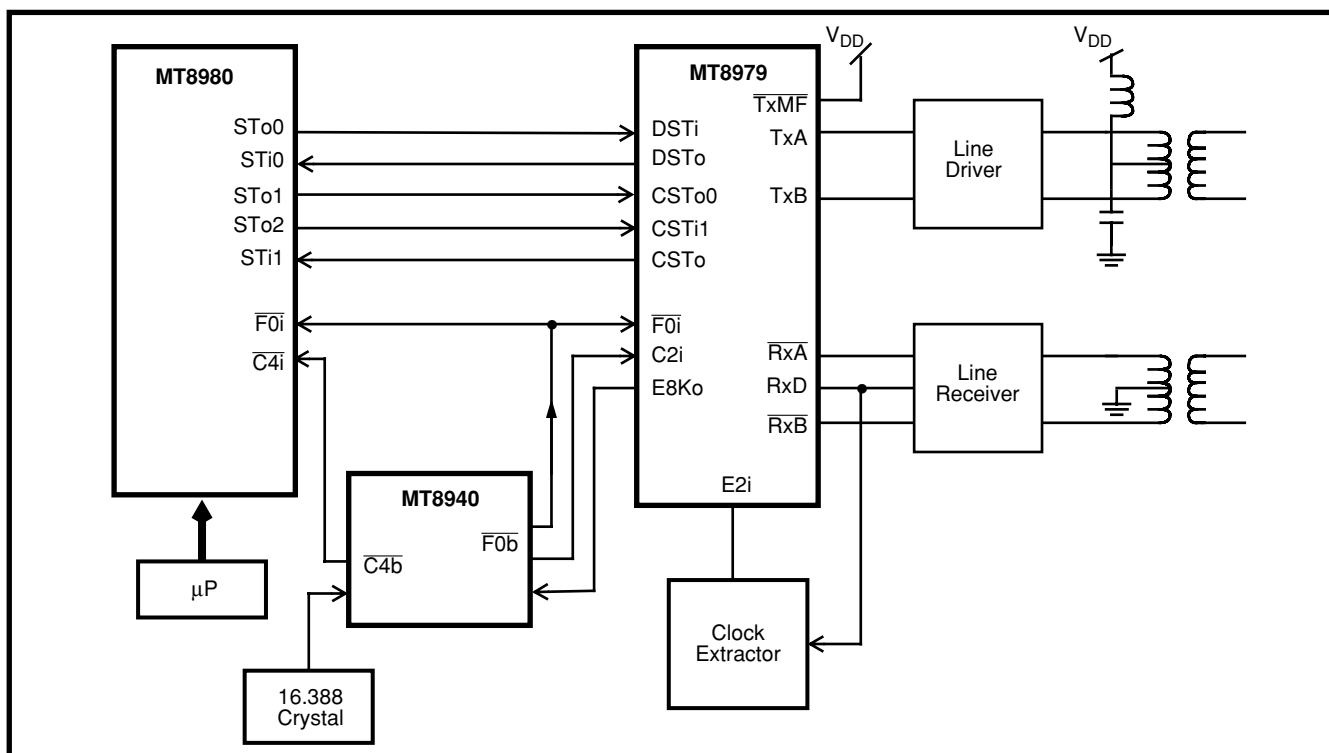 MT8980
STo0
STi0
STo1
STo2
STi1
F0i
C4i
μP
MT8940
F0b
C4b
16.388
Crystal
MT8979
VDD
TxMF
DSTi
DSTo
CSTo0
CSTi1
CSTo
F0i
C2i
E8Ko
TxA
TxB
RxA
RxD
RxB
E2i
Clock
Extractor
Line
Driver
VDD
Line
Receiver